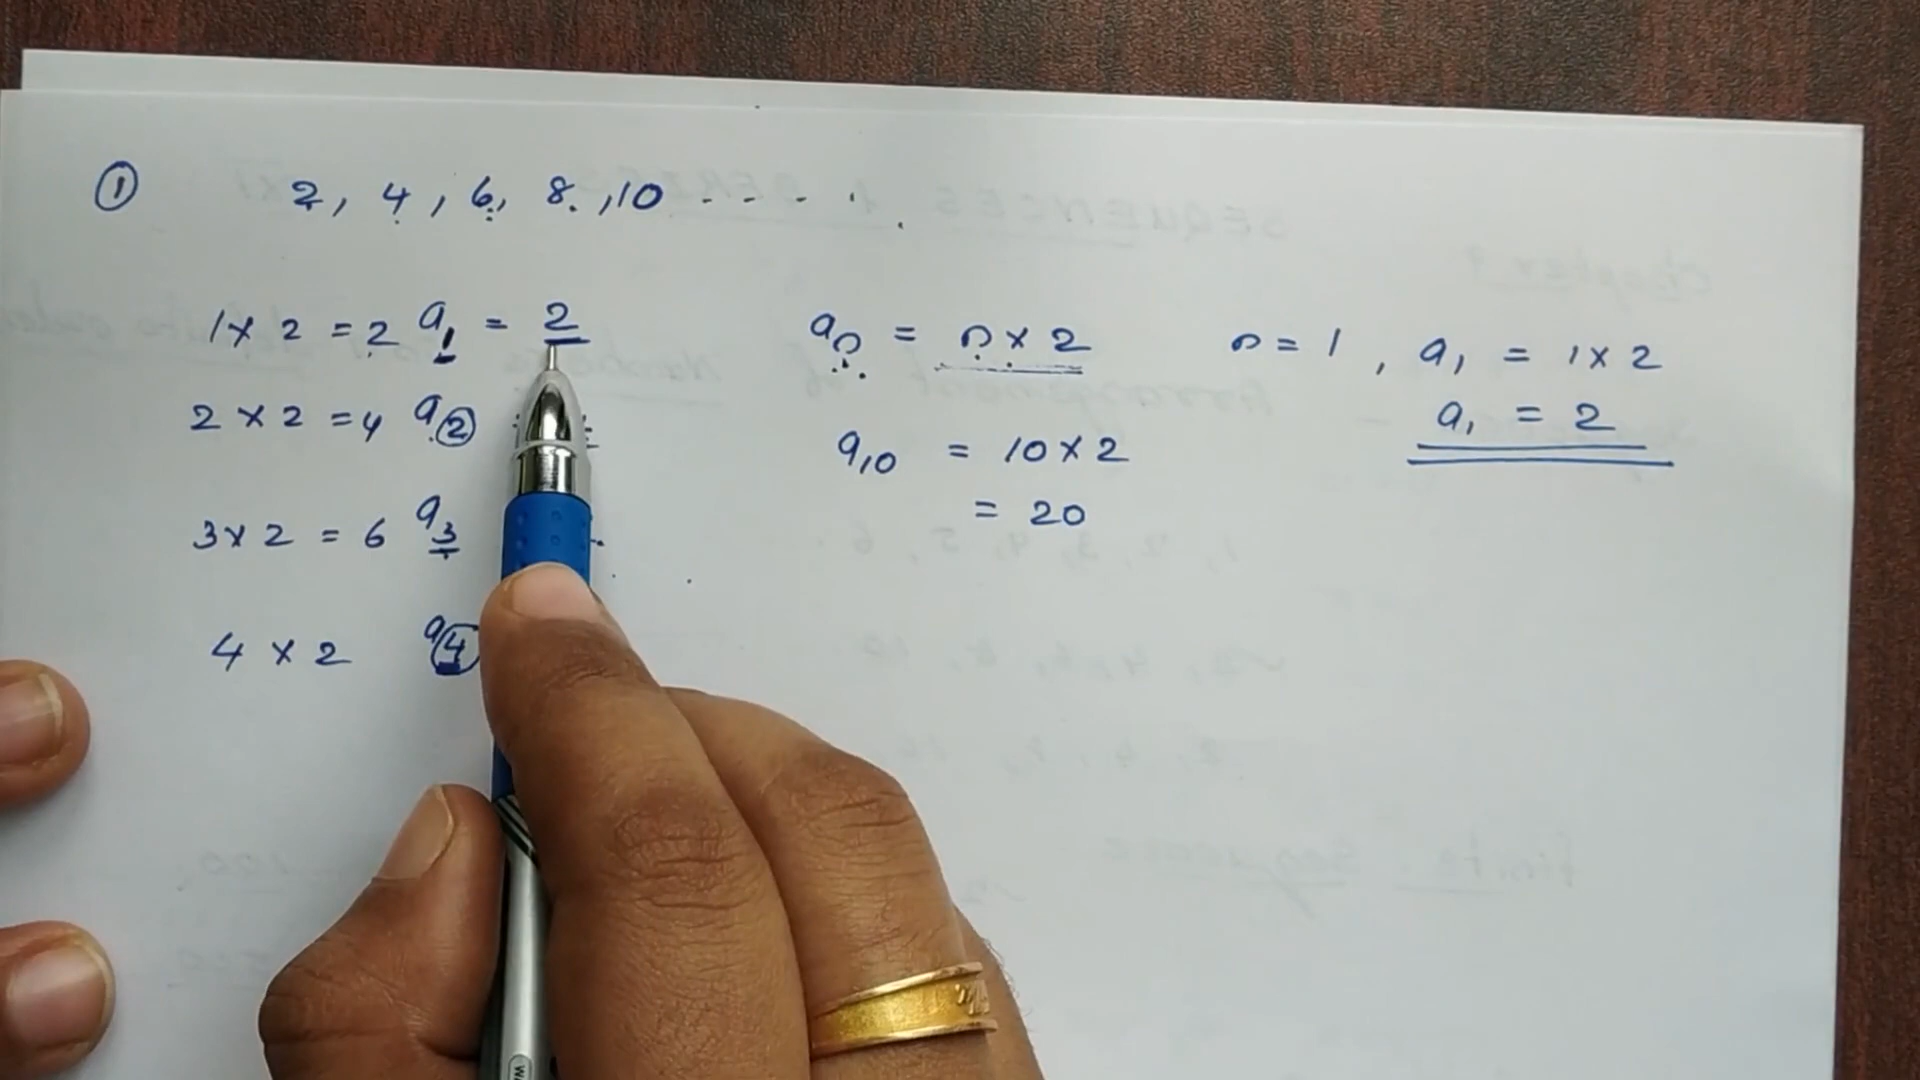 ① 2, 4, 6, 8, 10 - - - - .
1 × 2 = 2 a₁ = 2
2 × 2 = 4 a②
3 × 2 = 6 a₃
4 × 2 a④
aₙ = n × 2
a₁₀ = 10 × 2
= 20
n = 1, a₁ = 1 × 2
a₁ = 2